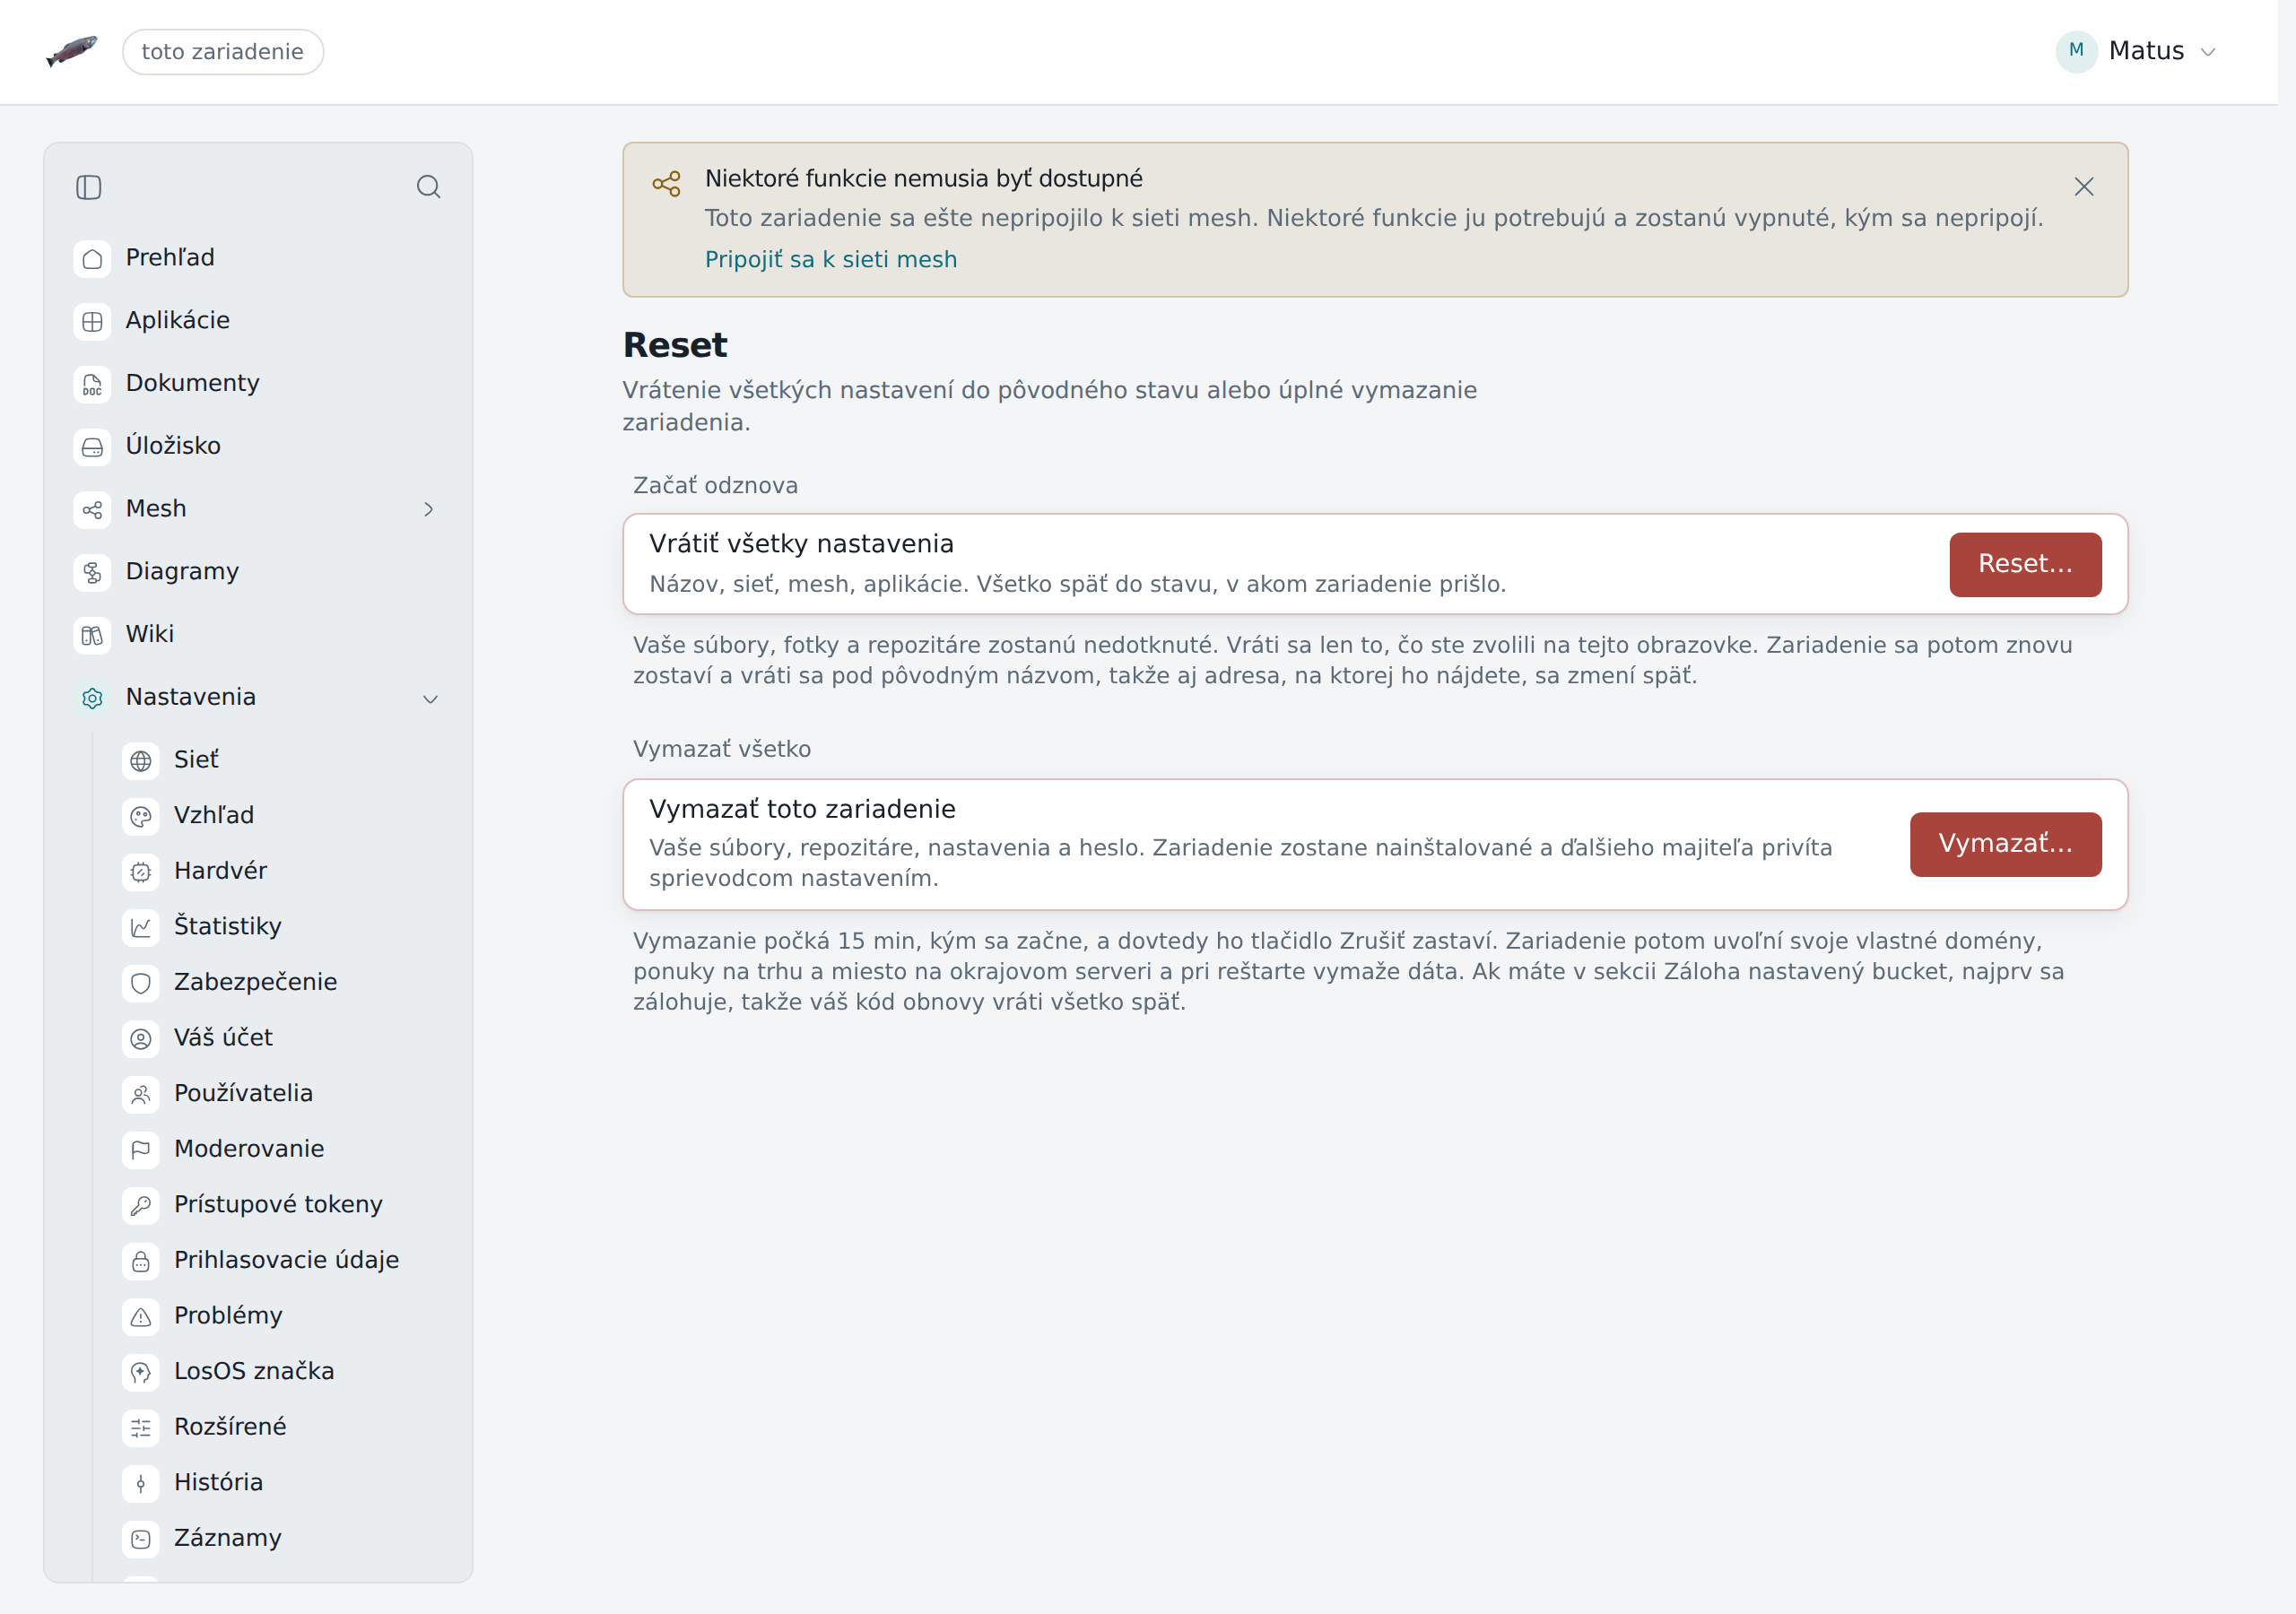 toto zariadenie
M
Matus
Prehľad
Aplikácie
DOC
Dokumenty
Úložisko
Mesh
Diagramy
Wiki
Nastavenia
Sieť
Vzhľad
Hardvér
Štatistiky
Zabezpečenie
Váš účet
Používatelia
Moderovanie
Prístupové tokeny
Prihlasovacie údaje
Problémy
LosOS značka
Rozšírené
História
Záznamy
Niektoré funkcie nemusia byť dostupné
Toto zariadenie sa ešte nepripojilo k sieti mesh. Niektoré funkcie ju potrebujú a zostanú vypnuté, kým sa nepripojí.
Pripojiť sa k sieti mesh
Reset
Vrátenie všetkých nastavení do pôvodného stavu alebo úplné vymazanie
zariadenia.
Začať odznova
Vrátiť všetky nastavenia
Názov, sieť, mesh, aplikácie. Všetko späť do stavu, v akom zariadenie prišlo.
Reset…
Vaše súbory, fotky a repozitáre zostanú nedotknuté. Vráti sa len to, čo ste zvolili na tejto obrazovke. Zariadenie sa potom znovu
zostaví a vráti sa pod pôvodným názvom, takže aj adresa, na ktorej ho nájdete, sa zmení späť.
Vymazať všetko
Vymazať toto zariadenie
Vaše súbory, repozitáre, nastavenia a heslo. Zariadenie zostane nainštalované a ďalšieho majiteľa privíta
sprievodcom nastavením.
Vymazať…
Vymazanie počká 15 min, kým sa začne, a dovtedy ho tlačidlo Zrušiť zastaví. Zariadenie potom uvoľní svoje vlastné domény,
ponuky na trhu a miesto na okrajovom serveri a pri reštarte vymaže dáta. Ak máte v sekcii Záloha nastavený bucket, najprv sa
zálohuje, takže váš kód obnovy vráti všetko späť.